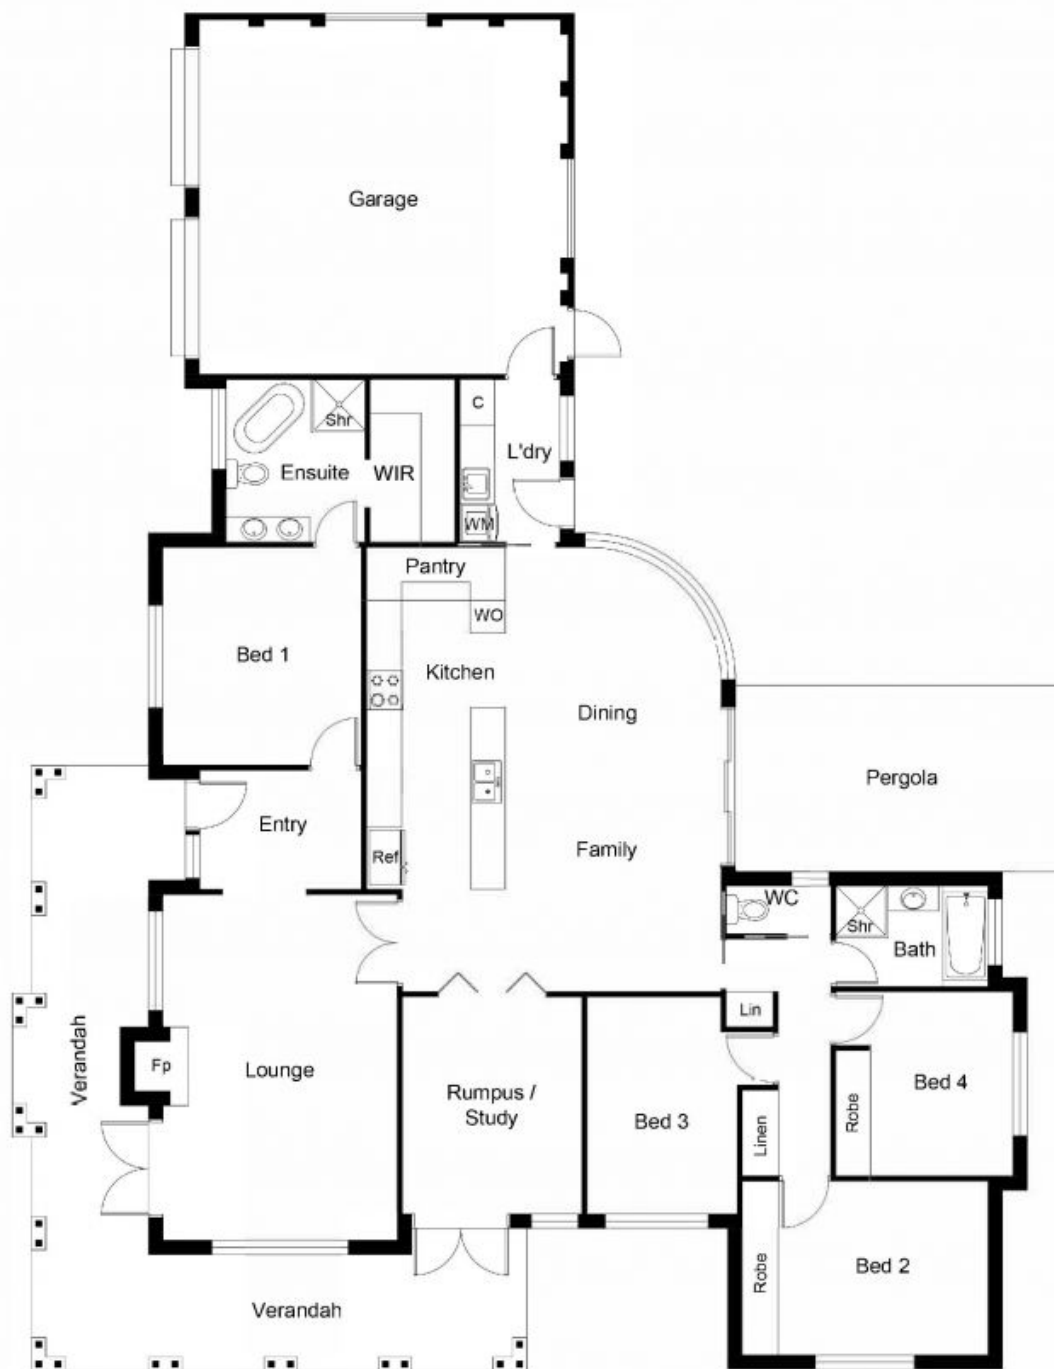 Garage
C
Shr
L'dry
Ensuite
WIR
WM
Pantry
WO
Bed 1
Kitchen
Dining
Pergola
Entry
Family
Ref
WC
Shr
Bath
Lin
Verandah
Fp
Lounge
Rumpus /
Study
Bed 3
Linen
Robe
Bed 4
Robe
Bed 2
Verandah